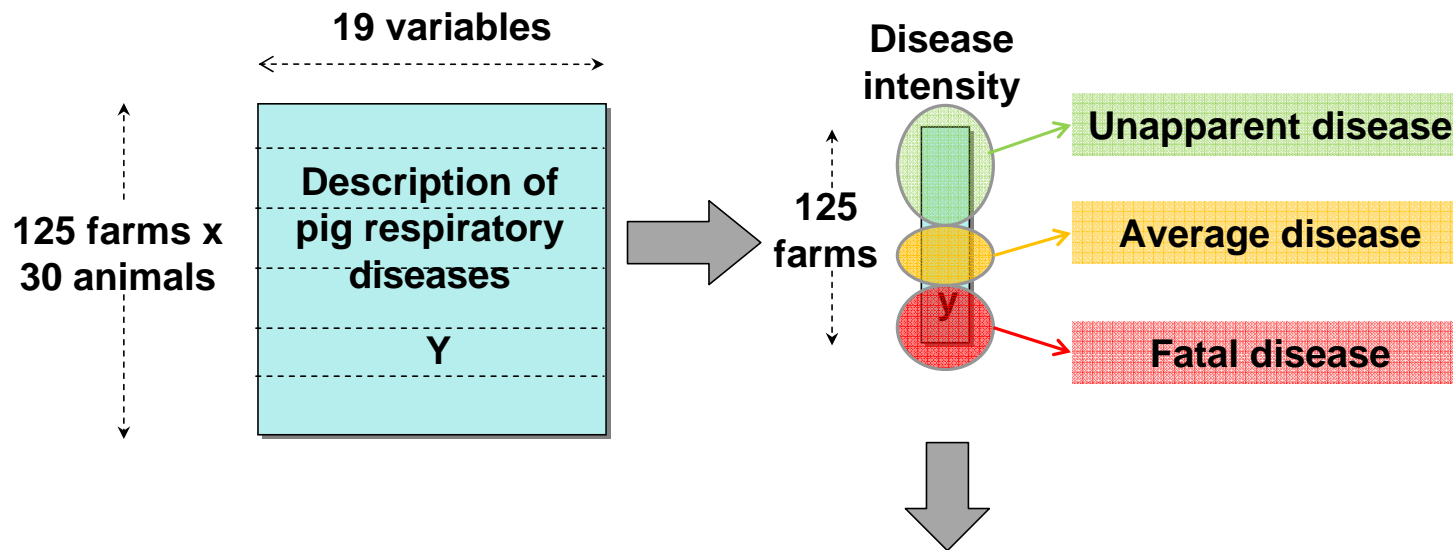 19 variables
125 farms x
30 animals
Description of
pig respiratory
diseases
Y
Disease
intensity
125
farms
y
Unapparent disease
Average disease
Fatal disease